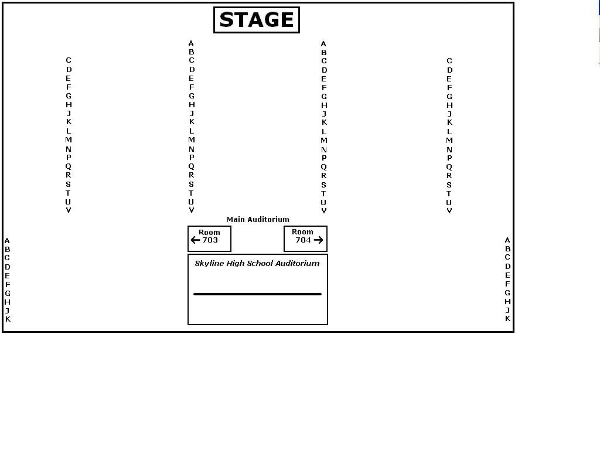 STAGE
A A
B B
C C C C
D D D D
E E E E
F F F F
G G G G
H H H H
J J J J
K K K K
L L L L
M M M M
N N N N
P P P P
Q Q Q Q
R R R R
S S S S
T T T T
U U U U
V V V V
Main Auditorium
Room Room
←703 704→
A A
B B
C Skyline High School Auditorium C
D D
E E
F F
G G
H H
J J
K K